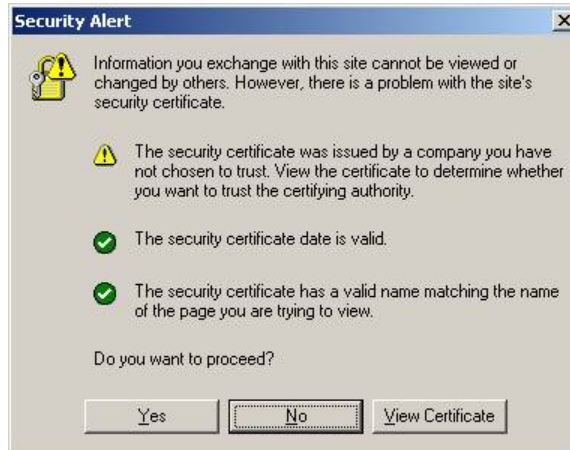 Security Alert
Information you exchange with this site cannot be viewed or
changed by others. However, there is a problem with the site's
security certificate.
The security certificate was issued by a company you have
not chosen to trust. View the certificate to determine whether
you want to trust the certifying authority.
The security certificate date is valid.
The security certificate has a valid name matching the name
of the page you are trying to view.
Do you want to proceed?
Yes No View Certificate